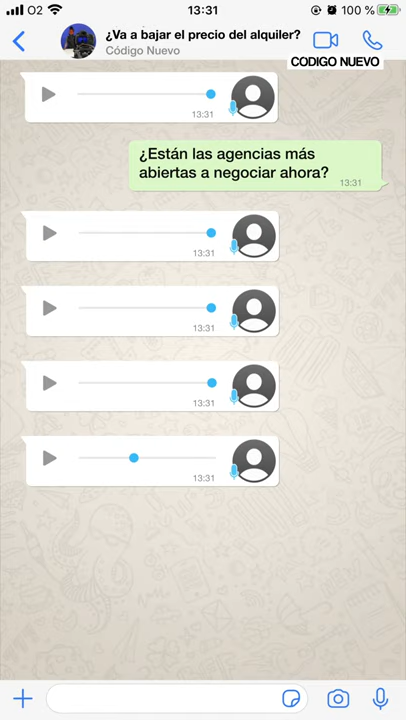 O2 13:31 100 %
¿Va a bajar el precio del alquiler?
Código Nuevo
CODIGO NUEVO
13:31
¿Están las agencias más
abiertas a negociar ahora?
13:31
13:31
13:31
13:31
13:31